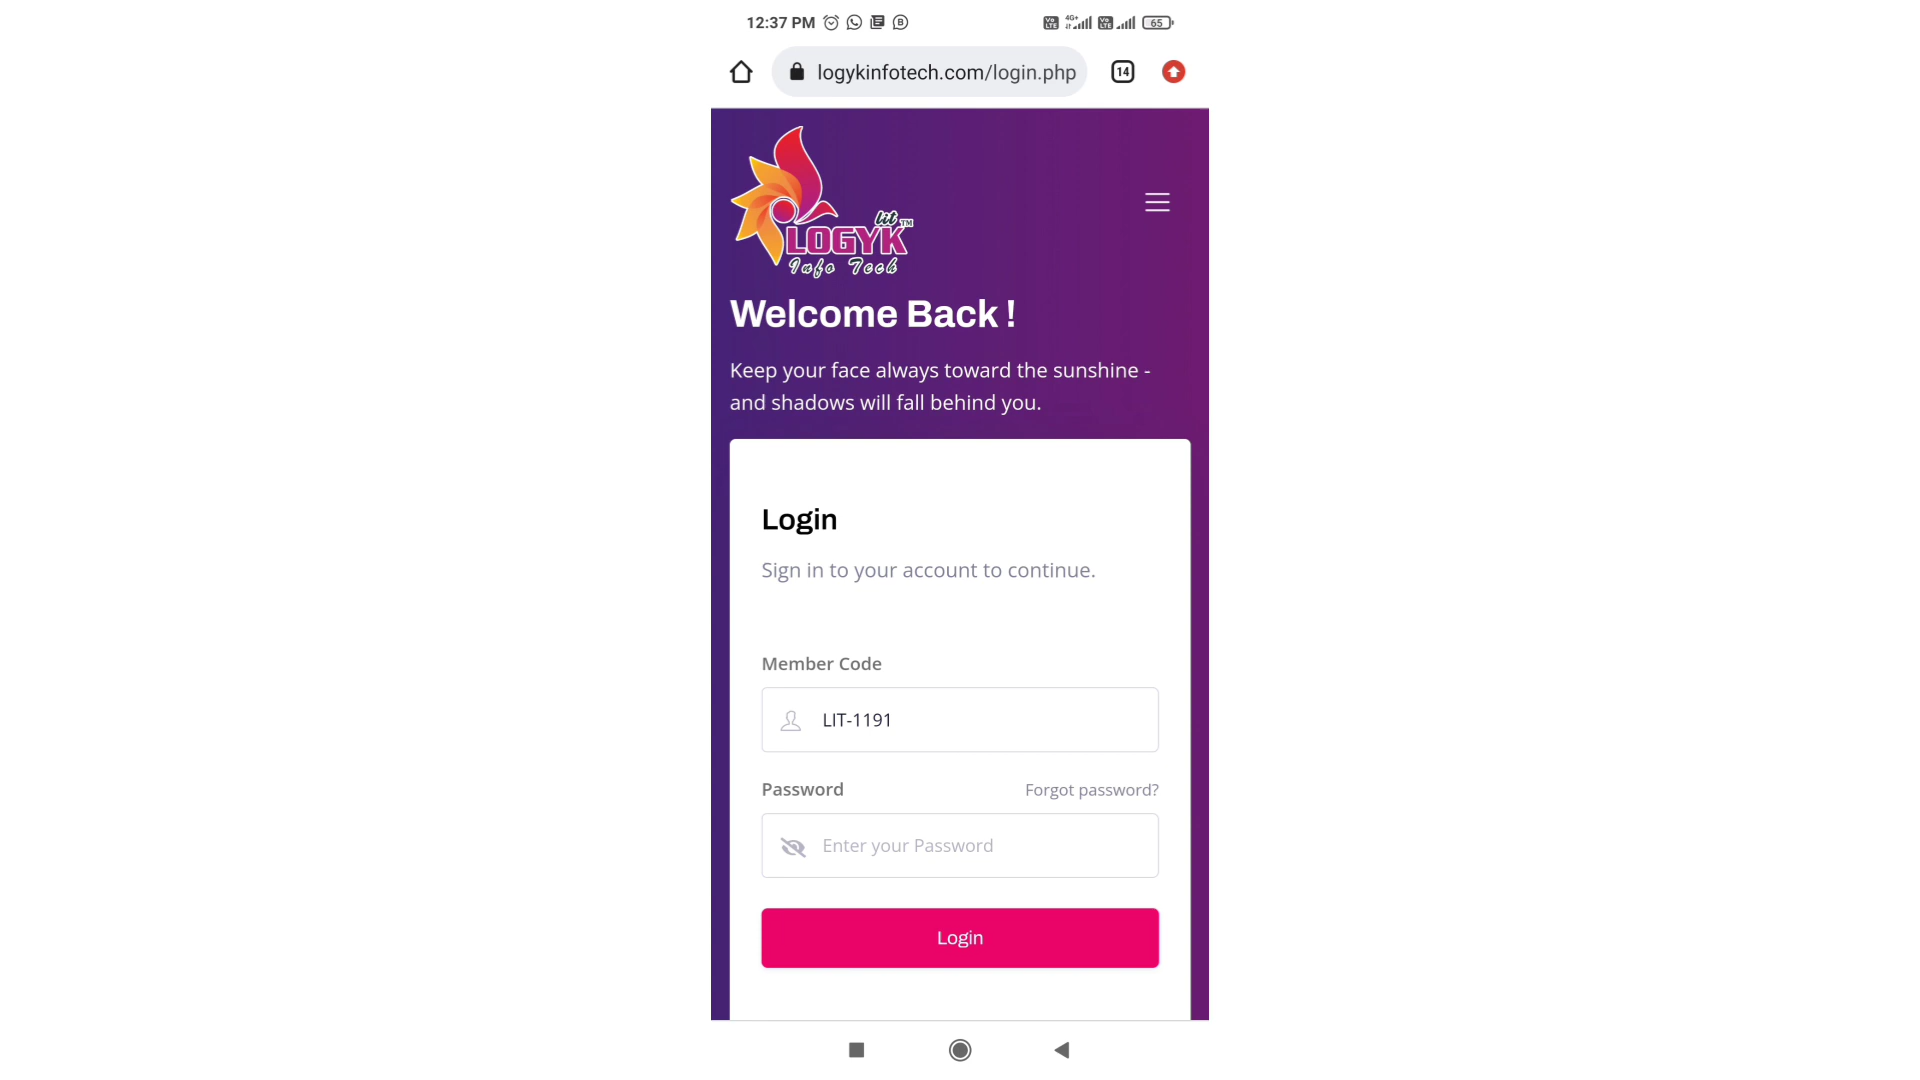 12:37 PM
4G+
65
logykinfotech.com/login.php
14
lit
LOGYK TM
Info Tech
Welcome Back !
Keep your face always toward the sunshine -
and shadows will fall behind you.
Login
Sign in to your account to continue.
Member Code
LIT-1191
Password Forgot password?
Enter your Password
Login